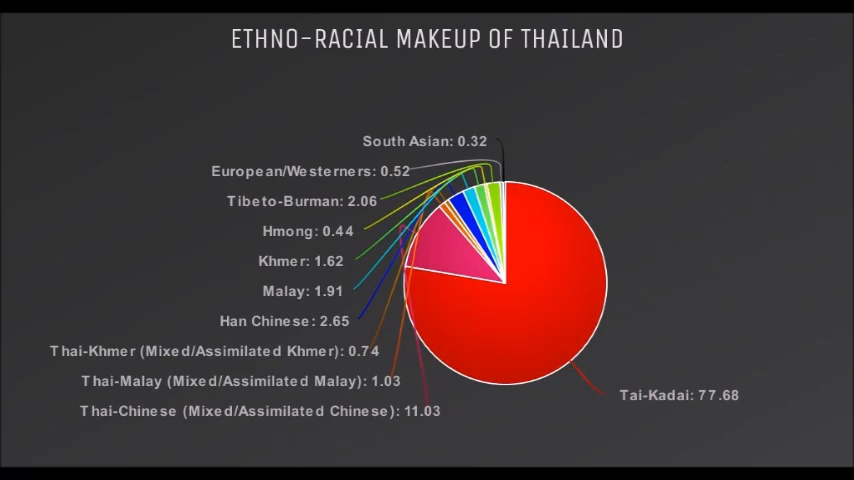 ETHNO-RACIAL MAKEUP OF THAILAND
South Asian: 0.32
European/Westerners: 0.52
Tibeto-Burman: 2.06
Hmong: 0.44
Khmer: 1.62
Malay: 1.91
Han Chinese: 2.65
Thai-Khmer (Mixed/Assimilated Khmer): 0.74
Thai-Malay (Mixed/Assimilated Malay): 1.03
Tai-Kadai: 77.68
Thai-Chinese (Mixed/Assimilated Chinese): 11.03